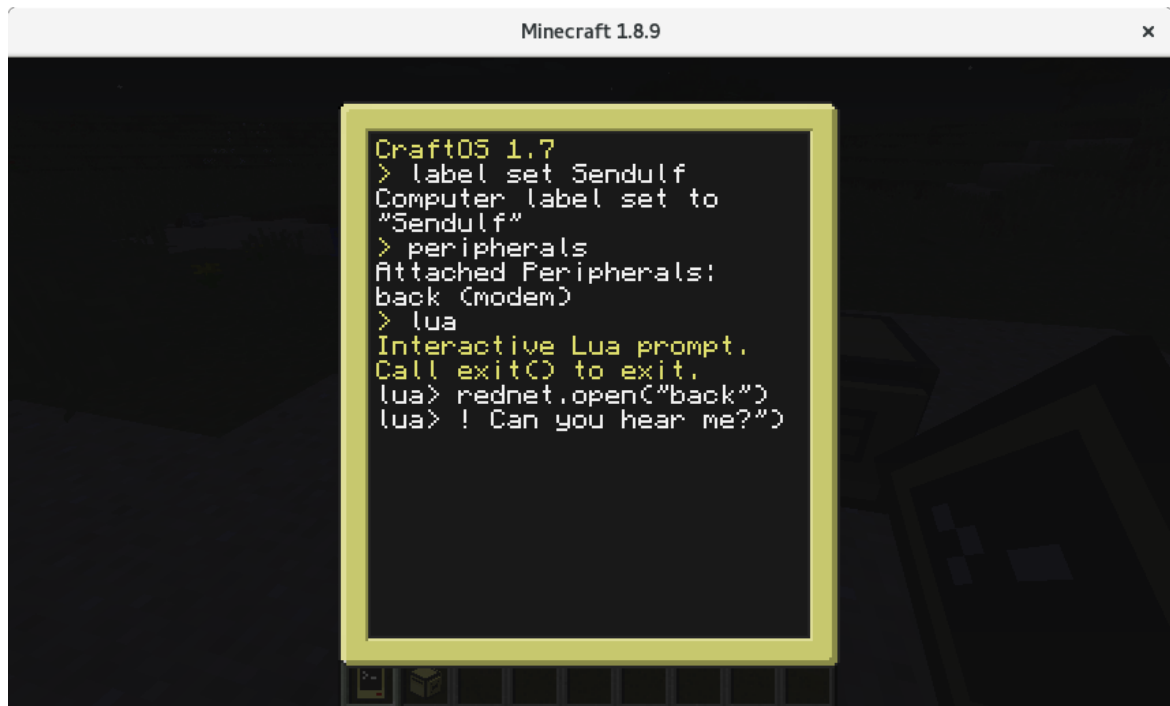 Minecraft 1.8.9
×
CraftOS 1.7
> label set Sendulf
Computer label set to
"Sendulf"
> peripherals
Attached Peripherals:
back (modem)
> lua
Interactive Lua prompt.
Call exit() to exit.
lua> rednet.open("back")
lua> ! Can you hear me?")